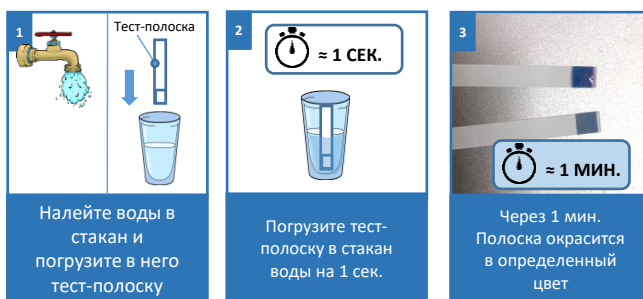 1
Тест-полоска
Налейте воды в
стакан и
погрузите в него
тест-полоску
2
≈ 1 СЕК.
Погрузите тест-
полоску в стакан
воды на 1 сек.
3
≈ 1 МИН.
Через 1 мин.
Полоска окрасится
в определенный
цвет